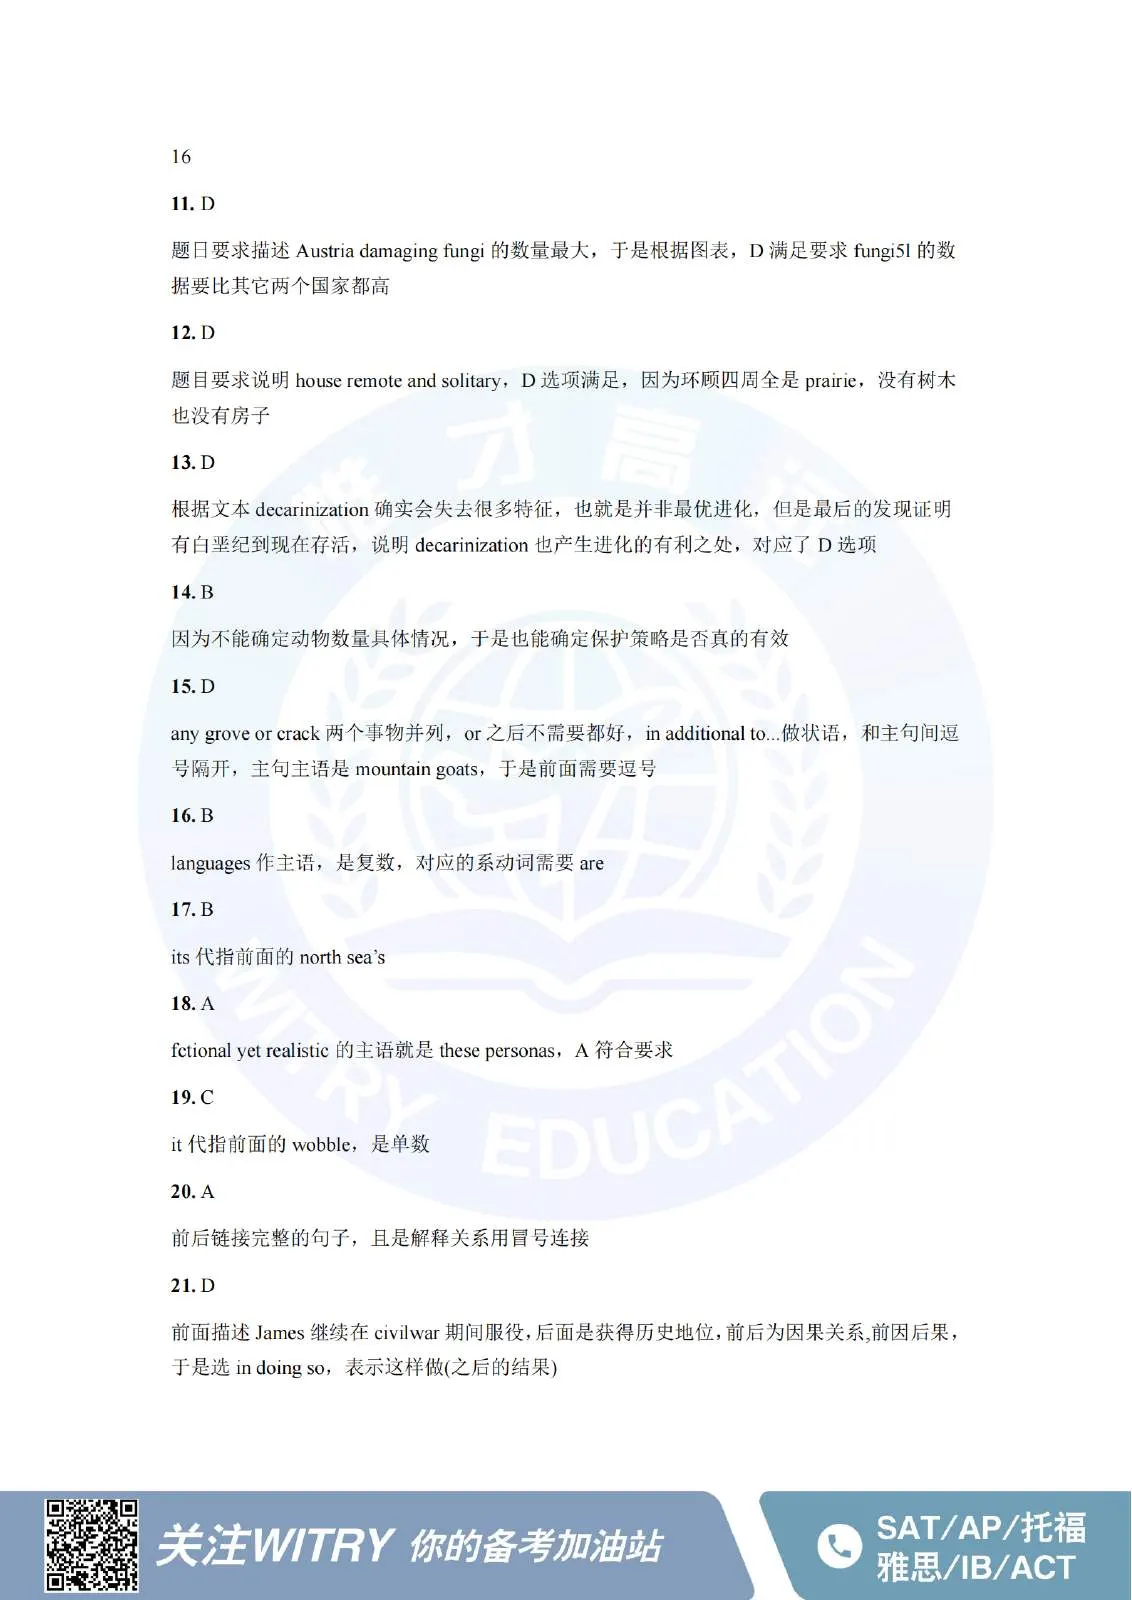 16
11. D
题日要求描述 Austria damaging fungi 的数量最大，于是根据图表，D 满足要求 fungi5l 的数
据要比其它两个国家都高
12. D
题目要求说明 house remote and solitary，D 选项满足，因为环顾四周全是 prairie，没有树木
也没有房子
13. D
根据文本 decarinization 确实会失去很多特征，也就是并非最优进化，但是最后的发现证明
有白垩纪到现在存活，说明 decarinization 也产生进化的有利之处，对应了 D 选项
14. B
因为不能确定动物数量具体情况，于是也能确定保护策略是否真的有效
15. D
any grove or crack 两个事物并列，or 之后不需要都好，in additional to...做状语，和主句间逗
号隔开，主句主语是 mountain goats，于是前面需要逗号
16. B
languages 作主语，是复数，对应的系动词需要 are
17. B
its 代指前面的 north sea’s
18. A
fctional yet realistic 的主语就是 these personas，A 符合要求
19. C
it 代指前面的 wobble，是单数
20. A
前后链接完整的句子，且是解释关系用冒号连接
21. D
前面描述 James 继续在 civilwar 期间服役,后面是获得历史地位,前后为因果关系,前因后果，
于是选 in doing so，表示这样做(之后的结果)
才高
WITRY EDUCATION
关注WITRY 你的备考加油站
SAT/AP/托福
雅思/IB/ACT